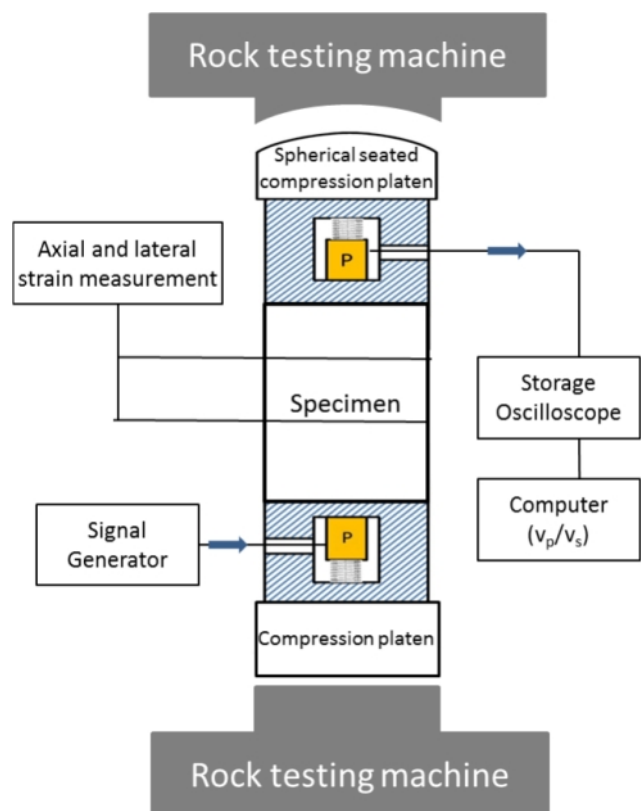 Rock testing machine
Spherical seated
compression platen
Axial and lateral
strain measurement
P
Storage
Oscilloscope
Specimen
Computer
(vp/vs)
Signal
Generator
P
Compression platen
Rock testing machine